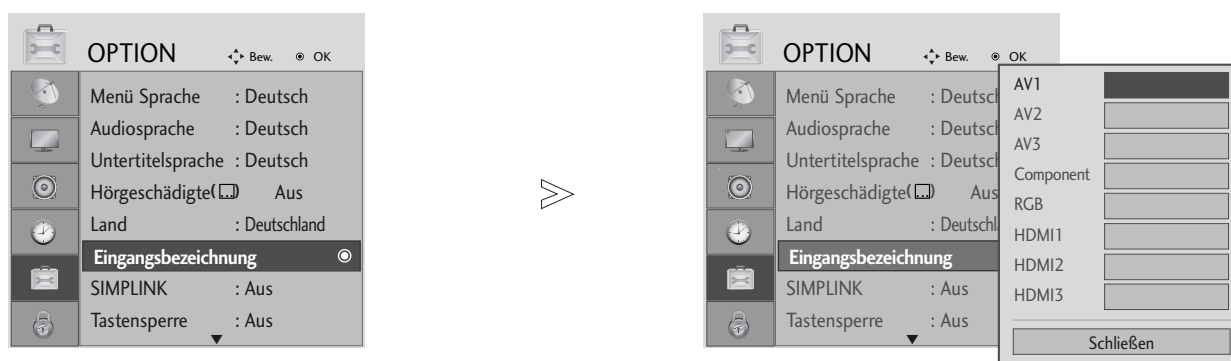 OPTION Bew. OK
Menü Sprache : Deutsch
Audiosprache : Deutsch
Untertitelsprache : Deutsch
Hörgeschädigte( ) Aus
Land : Deutschland
Eingangsbezeichnung
SIMPLINK : Aus
Tastensperre : Aus
>
OPTION Bew. OK
Menü Sprache : Deutsch
Audiosprache : Deutsch
Untertitelsprache : Deutsch
Hörgeschädigte( ) Aus
Land : Deutschl
Eingangsbezeichnung
SIMPLINK : Aus
Tastensperre : Aus
AV1
AV2
AV3
Component
RGB
HDMI1
HDMI2
HDMI3
Schließen